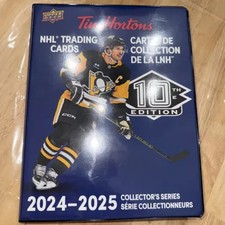 UPPER DECK
Tim Hortons
NHL® TRADING
CARDS
CARTES DE
COLLECTION
DE LA LNH
10TH
EDITION
C
2024–2025
COLLECTOR'S SERIES
SÉRIE COLLECTIONNEURS